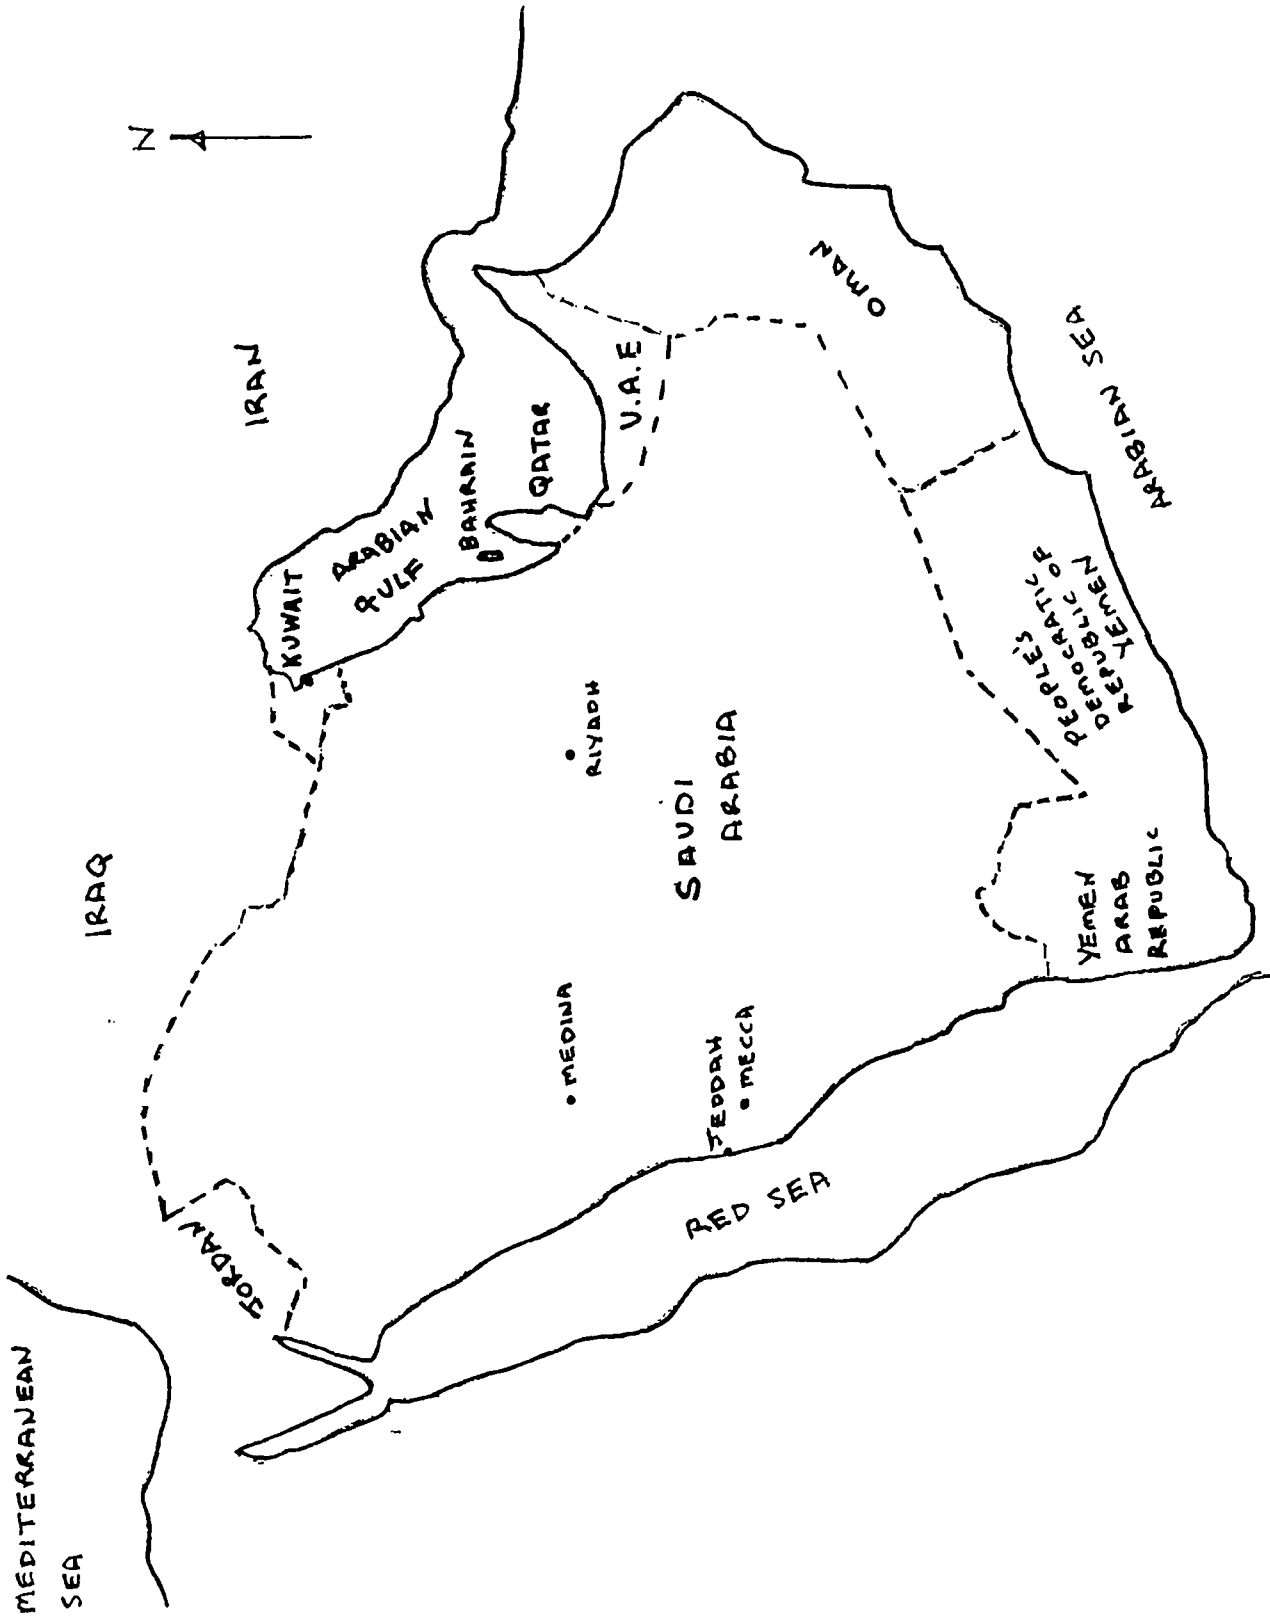 MEDITERRANEAN
SEA
IRAQ
IRAN
N
JORDAN
KUWAIT
ARABIAN
GULF
BAHRAIN
QATAR
U.A.E
OMAN
MEDINA
RIYADH
SAUDI
ARABIA
JEDDAH
MECCA
RED SEA
YEMEN
ARAB
REPUBLIC
PEOPLE'S
DEMOCRATIC
REPUBLIC OF
YEMEN
ARABIAN SEA